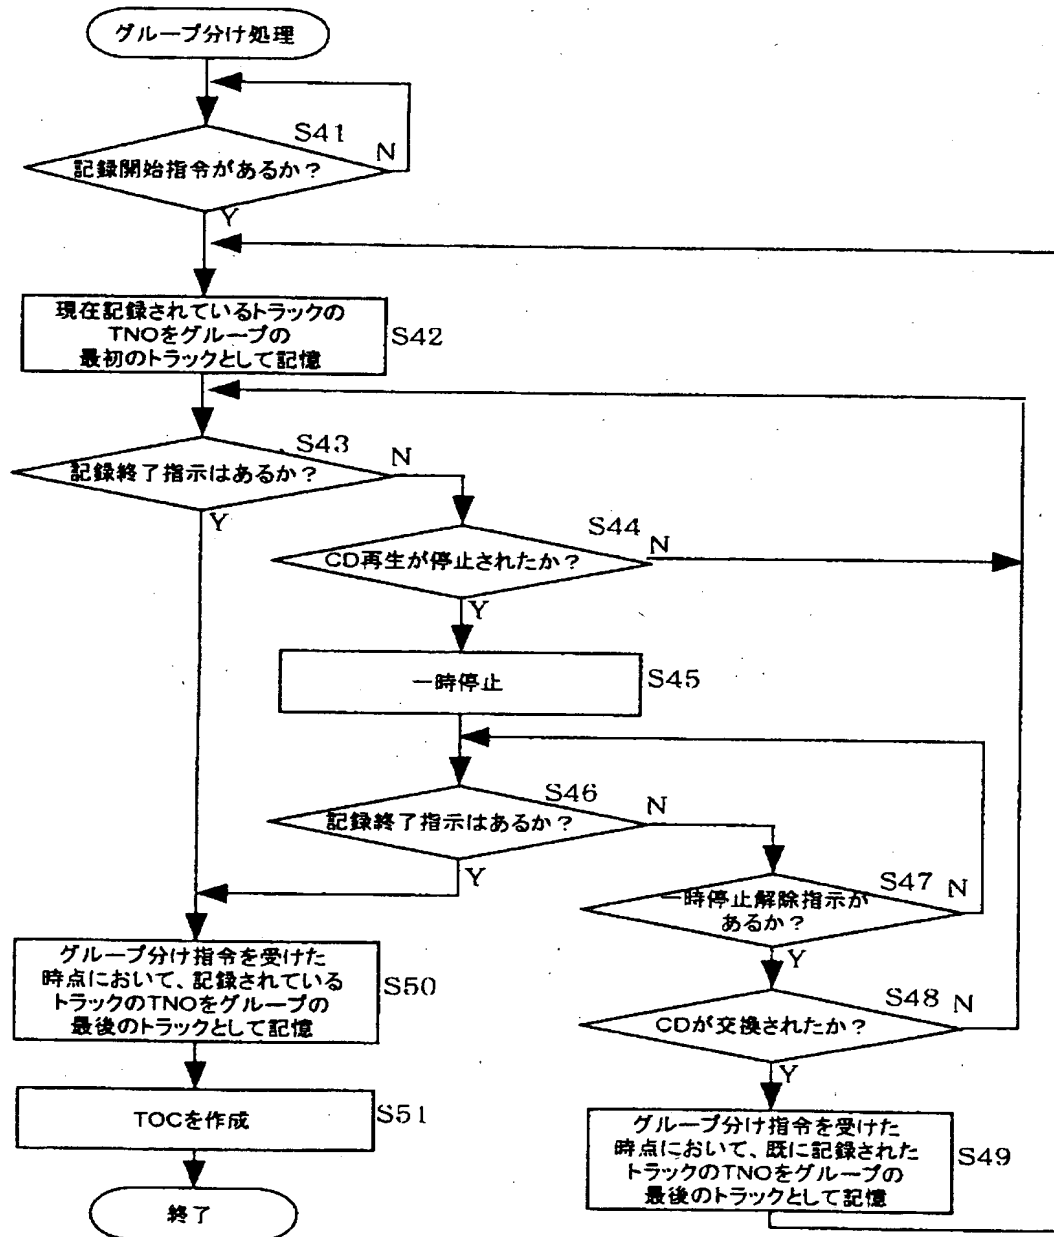 グループ分け処理
S41
記録開始指令があるか？
N
Y
現在記録されているトラックの
TNOをグループの
最初のトラックとして記憶
S42
S43
記録終了指示はあるか？
N
Y
S44
CD再生が停止されたか？
N
Y
一時停止
S45
S46
記録終了指示はあるか？
N
Y
S47
一時停止解除指示が
あるか？
N
Y
S48
CDが交換されたか？
N
Y
グループ分け指令を受けた
時点において、既に記録された
トラックのTNOをグループの
最後のトラックとして記憶
S49
グループ分け指令を受けた
時点において、記録されている
トラックのTNOをグループの
最後のトラックとして記憶
S50
TOCを作成
S51
終了